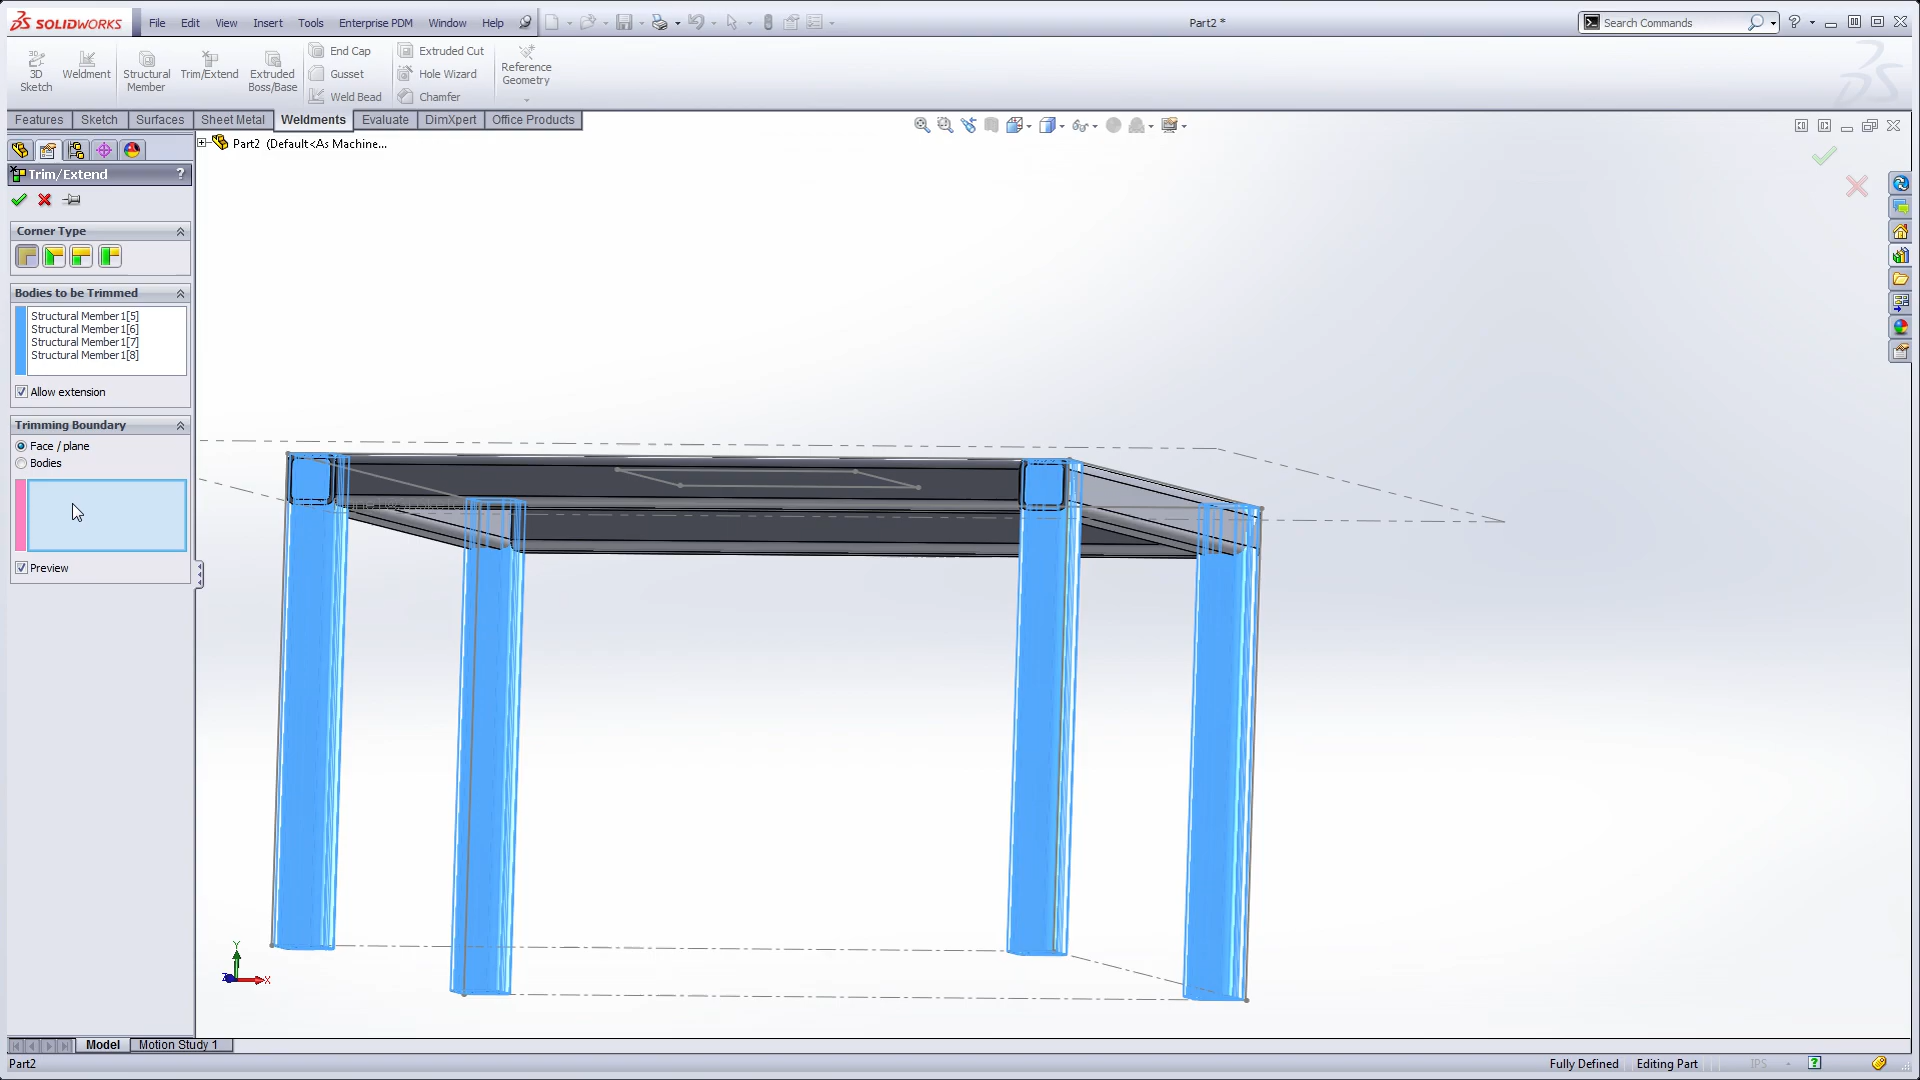 SOLIDWORKS File Edit View Insert Tools Enterprise PDM Window Help Part2 * Search Commands
3D Sketch
Weldment
Structural Member
Trim/Extend
Extruded Boss/Base
End Cap
Gusset
Weld Bead
Extruded Cut
Hole Wizard
Chamfer
Reference Geometry
Features Sketch Surfaces Sheet Metal Weldments Evaluate DimXpert Office Products
Part2 (Default<As Machine...
Trim/Extend ?
Corner Type
Bodies to be Trimmed
Structural Member1[5]
Structural Member1[6]
Structural Member1[7]
Structural Member1[8]
Allow extension
Trimming Boundary
Face / plane
Bodies
Preview
Y
Z X
Model Motion Study 1
Part2 Fully Defined Editing Part IPS ?